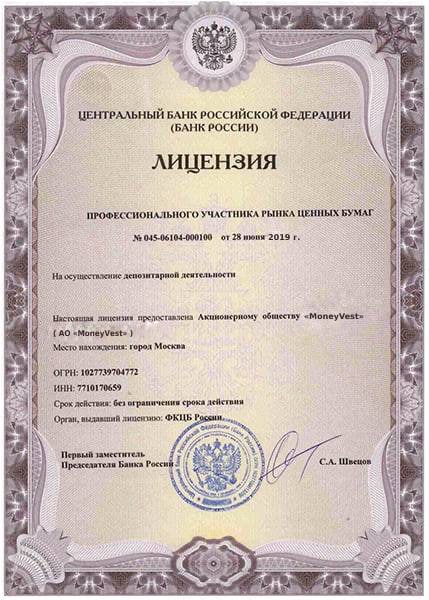 ЦЕНТРАЛЬНЫЙ БАНК РОССИЙСКОЙ ФЕДЕРАЦИИ
(БАНК РОССИИ)
ЛИЦЕНЗИЯ
ПРОФЕССИОНАЛЬНОГО УЧАСТНИКА РЫНКА ЦЕННЫХ БУМАГ
№ 045-06104-000100 от 28 июня 2019 г.
На осуществление депозитарной деятельности
Настоящая лицензия предоставлена Акционерному обществу «MoneyVest»
( АО «MoneyVest» )
Место нахождения: город Москва
ОГРН: 1027739704772
ИНН: 7710170659
Срок действия: без ограничения срока действия
Орган, выдавший лицензию: ФКЦБ России
Первый заместитель
Председателя Банка России
С.А. Швецов